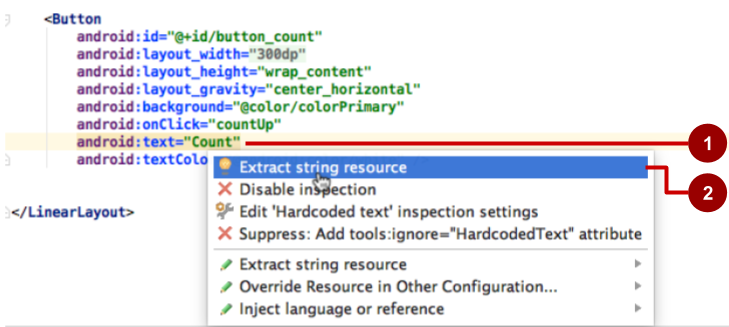 <Button
android:id="@+id/button_count"
android:layout_width="300dp"
android:layout_height="wrap_content"
android:layout_gravity="center_horizontal"
android:background="@color/colorPrimary"
android:onClick="countUp"
android:text="Count"
1
android:textColo
Extract string resource
2
Disable inspection
Edit 'Hardcoded text' inspection settings
</LinearLayout>
Suppress: Add tools:ignore="HardcodedText" attribute
Extract string resource
Override Resource in Other Configuration...
Inject language or reference